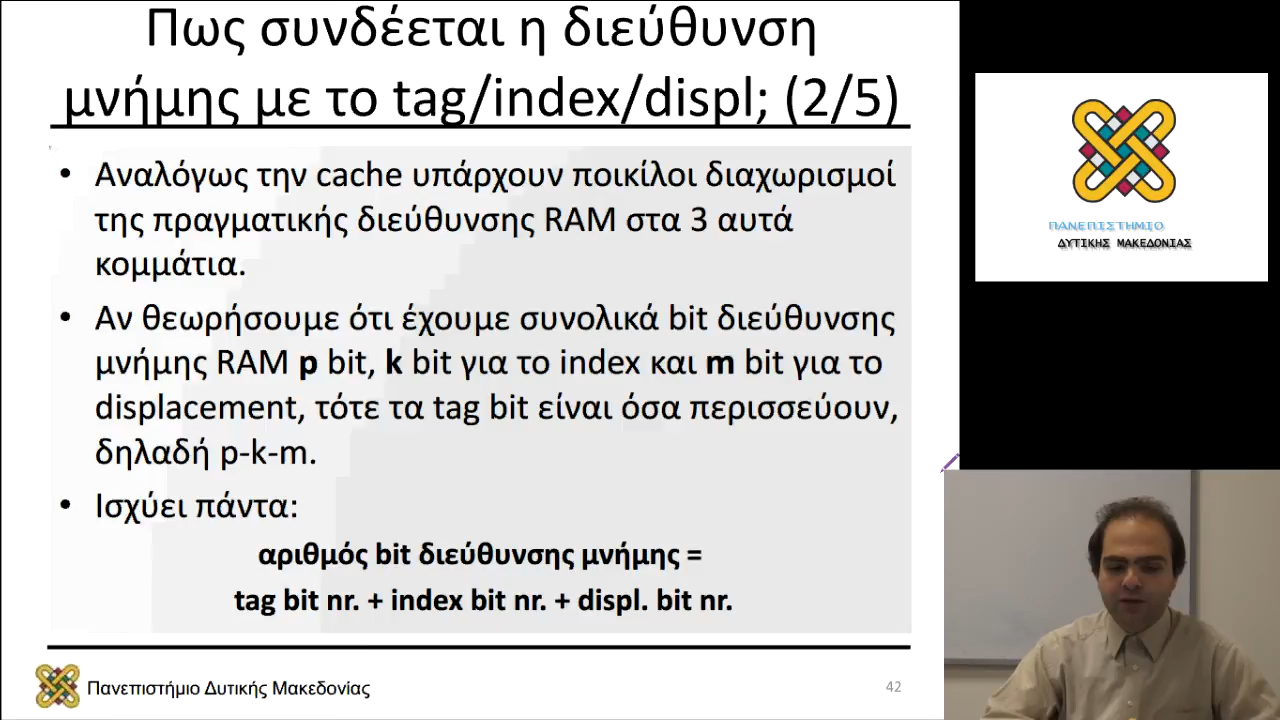 Πως συνδέεται η διεύθυνση
μνήμης με το tag/index/displ; (2/5)
• Αναλόγως την cache υπάρχουν ποικίλοι διαχωρισμοί
της πραγματικής διεύθυνσης RAM στα 3 αυτά
κομμάτια.
• Αν θεωρήσουμε ότι έχουμε συνολικά bit διεύθυνσης
μνήμης RAM p bit, k bit για το index και m bit για το
displacement, τότε τα tag bit είναι όσα περισσεύουν,
δηλαδή p-k-m.
• Ισχύει πάντα:
αριθμός bit διεύθυνσης μνήμης =
tag bit nr. + index bit nr. + displ. bit nr.
Πανεπιστήμιο Δυτικής Μακεδονίας
42
ΠΑΝΕΠΙΣΤΗΜΙΟ
ΔΥΤΙΚΗΣ ΜΑΚΕΔΟΝΙΑΣ